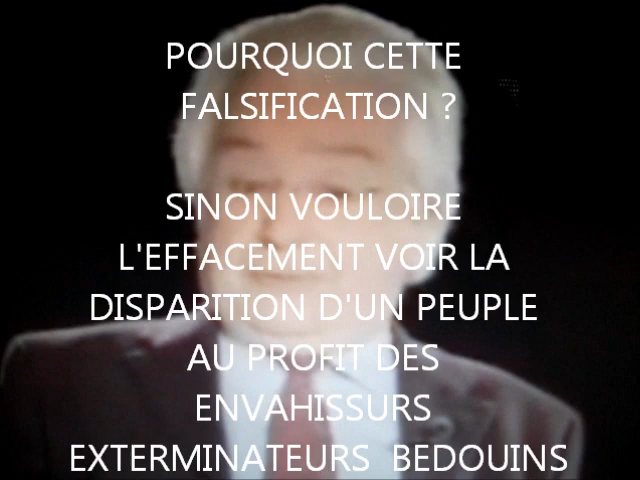 POURQUOI CETTE
FALSIFICATION ?
SINON VOULOIRE
L'EFFACEMENT VOIR LA
DISPARITION D'UN PEUPLE
AU PROFIT DES
ENVAHISSURS
EXTERMINATEURS  BEDOUINS